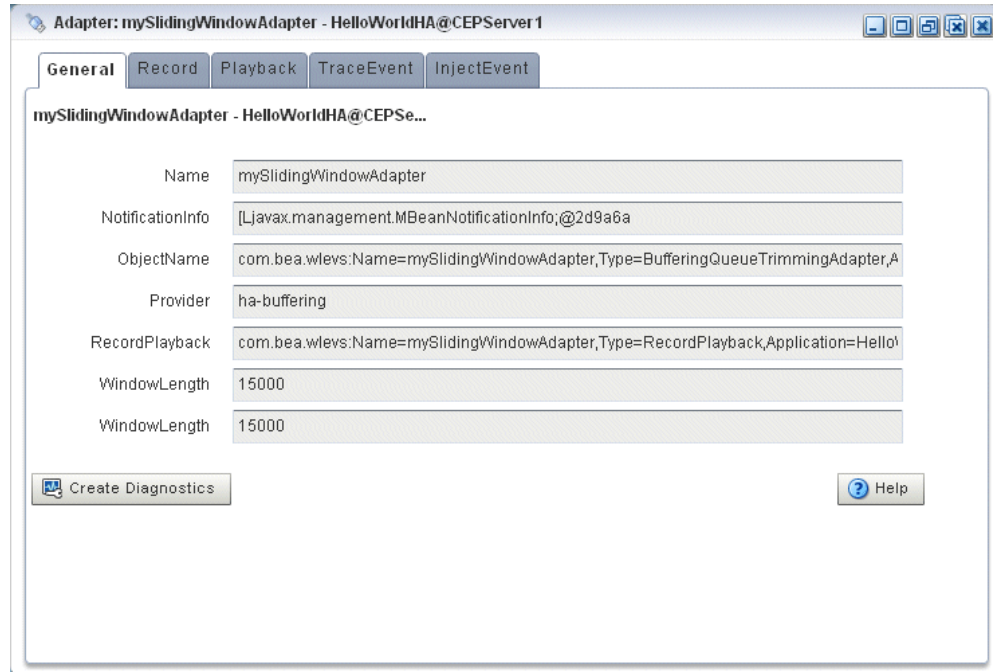 Adapter: mySlidingWindowAdapter - HelloWorldHA@CEPServer1
General Record Playback TraceEvent InjectEvent
mySlidingWindowAdapter - HelloWorldHA@CEPSe...
Name mySlidingWindowAdapter
NotificationInfo [Ljavax.management.MBeanNotificationInfo;@2d9a6a
ObjectName com.bea.wlevs:Name=mySlidingWindowAdapter,Type=BufferingQueueTrimmingAdapter,A
Provider ha-buffering
RecordPlayback com.bea.wlevs:Name=mySlidingWindowAdapter,Type=RecordPlayback,Application=Hello
WindowLength 15000
WindowLength 15000
Create Diagnostics Help